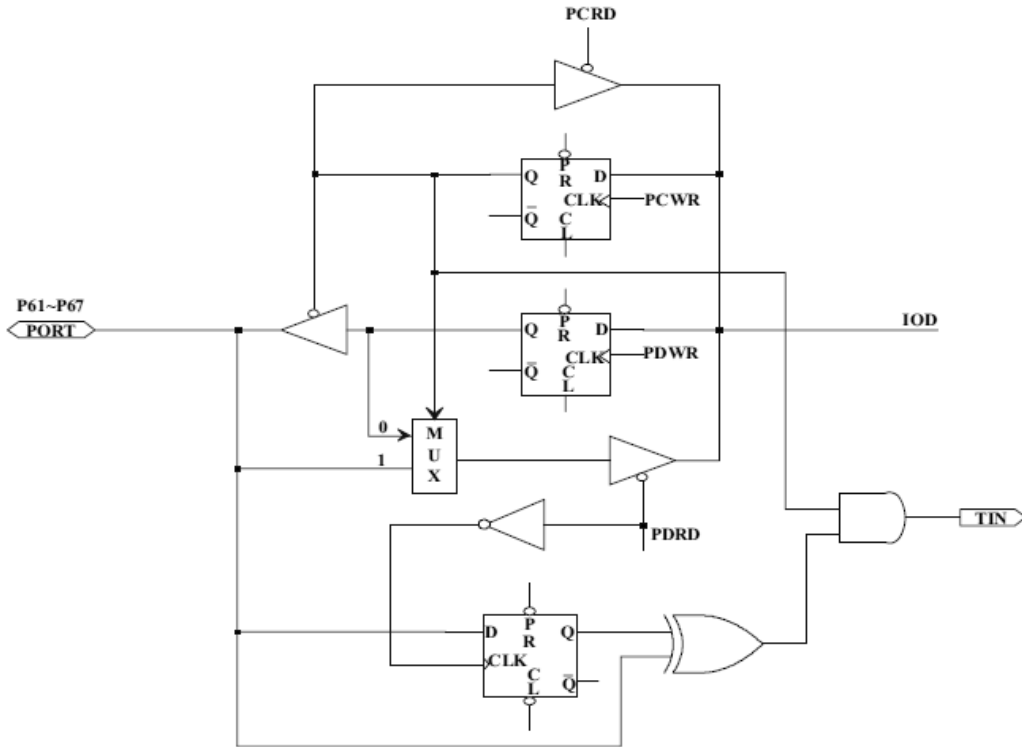 PCRD
P
R
Q
D
CLK
PCWR
Q̅
C
L
P61~P67
PORT
P
R
Q
D
IOD
CLK
PDWR
Q̅
C
L
0
M
U
X
1
PDRD
TIN
P
R
D
Q
CLK
C
L
Q̅